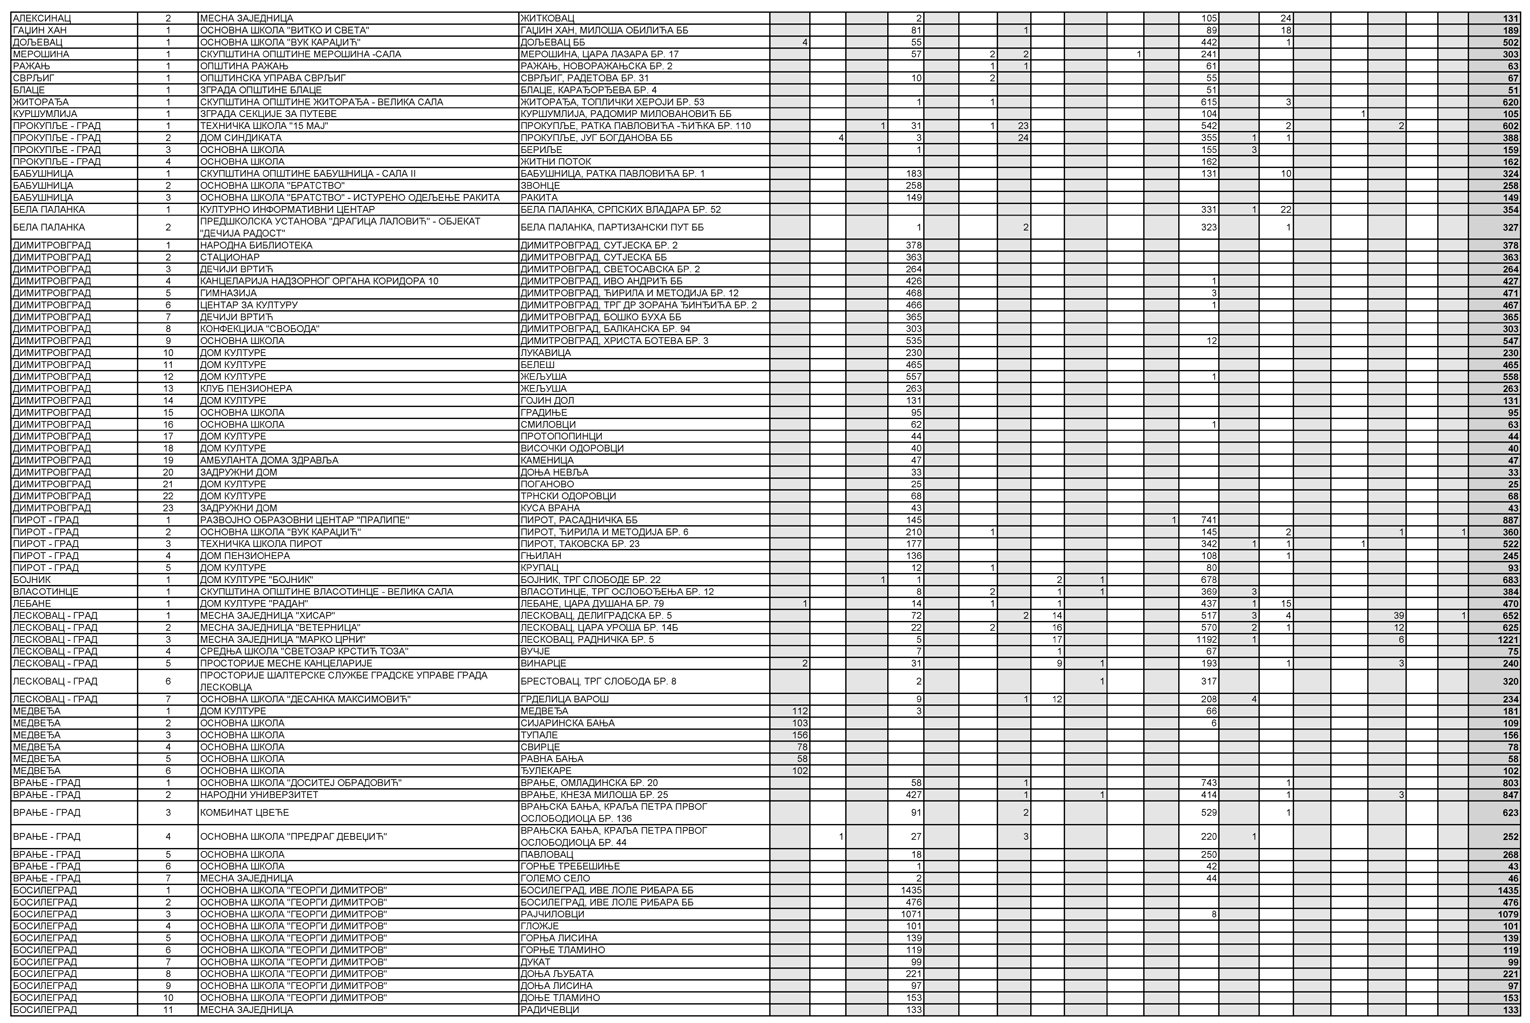 АЛЕКСИНАЦ 2 МЕСНА ЗАЈЕДНИЦА ЖИТКОВАЦ 2 105 24 131
ГАЏИН ХАН 1 ОСНОВНА ШКОЛА "ВИТКО И СВЕТА" ГАЏИН ХАН, МИЛОША ОБИЛИЋА ББ 81 1 89 18 189
ДОЉЕВАЦ 1 ОСНОВНА ШКОЛА "ВУК КАРАЏИЋ" ДОЉЕВАЦ ББ 4 55 442 1 502
МЕРОШИНА 1 СКУПШТИНА ОПШТИНЕ МЕРОШИНА -САЛА МЕРОШИНА, ЦАРА ЛАЗАРА БР. 17 57 2 2 1 241 303
РАЖАЊ 1 ОПШТИНА РАЖАЊ РАЖАЊ, НОВОРАЖАЊСКА БР. 2 1 1 61 63
СВРЉИГ 1 ОПШТИНСКА УПРАВА СВРЉИГ СВРЉИГ, РАДЕТОВА БР. 31 10 2 55 67
БЛАЦЕ 1 ЗГРАДА ОПШТИНЕ БЛАЦЕ БЛАЦЕ, КАРАЂОРЂЕВА БР. 4 51 51
ЖИТОРАЂА 1 СКУПШТИНА ОПШТИНЕ ЖИТОРАЂА - ВЕЛИКА САЛА ЖИТОРАЂА, ТОПЛИЧКИ ХЕРОЈИ БР. 53 1 1 615 3 620
КУРШУМЛИЈА 1 ЗГРАДА СЕКЦИЈЕ ЗА ПУТЕВЕ КУРШУМЛИЈА, РАДОМИР МИЛОВАНОВИЋ ББ 104 1 105
ПРОКУПЉЕ - ГРАД 1 ТЕХНИЧКА ШКОЛА "15 МАЈ" ПРОКУПЉЕ, РАТКА ПАВЛОВИЋА -ЋИЋКА БР. 110 1 31 1 23 542 2 2 602
ПРОКУПЉЕ - ГРАД 2 ДОМ СИНДИКАТА ПРОКУПЉЕ, ЈУГ БОГДАНОВА ББ 4 3 24 355 1 1 388
ПРОКУПЉЕ - ГРАД 3 ОСНОВНА ШКОЛА БЕРИЉЕ 1 155 3 159
ПРОКУПЉЕ - ГРАД 4 ОСНОВНА ШКОЛА ЖИТНИ ПОТОК 162 162
БАБУШНИЦА 1 СКУПШТИНА ОПШТИНЕ БАБУШНИЦА - САЛА II БАБУШНИЦА, РАТКА ПАВЛОВИЋА БР. 1 183 131 10 324
БАБУШНИЦА 2 ОСНОВНА ШКОЛА "БРАТСТВО" ЗВОНЦЕ 258 258
БАБУШНИЦА 3 ОСНОВНА ШКОЛА "БРАТСТВО" - ИСТУРЕНО ОДЕЉЕЊЕ РАКИТА РАКИТА 149 149
БЕЛА ПАЛАНКА 1 КУЛТУРНО ИНФОРМАТИВНИ ЦЕНТАР БЕЛА ПАЛАНКА, СРПСКИХ ВЛАДАРА БР. 52 331 1 22 354
БЕЛА ПАЛАНКА 2 ПРЕДШКОЛСКА УСТАНОВА "ДРАГИЦА ЛАЛОВИЋ" - ОБЈЕКАТ
"ДЕЧИЈА РАДОСТ" БЕЛА ПАЛАНКА, ПАРТИЗАНСКИ ПУТ ББ 1 2 323 1 327
ДИМИТРОВГРАД 1 НАРОДНА БИБЛИОТЕКА ДИМИТРОВГРАД, СУТЈЕСКА БР. 2 378 378
ДИМИТРОВГРАД 2 СТАЦИОНАР ДИМИТРОВГРАД, СУТЈЕСКА ББ 363 363
ДИМИТРОВГРАД 3 ДЕЧИЈИ ВРТИЋ ДИМИТРОВГРАД, СВЕТОСАВСКА БР. 2 264 264
ДИМИТРОВГРАД 4 КАНЦЕЛАРИЈА НАДЗОРНОГ ОРГАНА КОРИДОРА 10 ДИМИТРОВГРАД, ИВО АНДРИЋ ББ 426 1 427
ДИМИТРОВГРАД 5 ГИМНАЗИЈА ДИМИТРОВГРАД, ЋИРИЛА И МЕТОДИЈА БР. 12 468 3 471
ДИМИТРОВГРАД 6 ЦЕНТАР ЗА КУЛТУРУ ДИМИТРОВГРАД, ТРГ ДР ЗОРАНА ЂИНЂИЋА БР. 2 466 1 467
ДИМИТРОВГРАД 7 ДЕЧИЈИ ВРТИЋ ДИМИТРОВГРАД, БОШКО БУХА ББ 365 365
ДИМИТРОВГРАД 8 КОНФЕКЦИЈА "СВОБОДА" ДИМИТРОВГРАД, БАЛКАНСКА БР. 94 303 303
ДИМИТРОВГРАД 9 ОСНОВНА ШКОЛА ДИМИТРОВГРАД, ХРИСТА БОТЕВА БР. 3 535 12 547
ДИМИТРОВГРАД 10 ДОМ КУЛТУРЕ ЛУКАВИЦА 230 230
ДИМИТРОВГРАД 11 ДОМ КУЛТУРЕ БЕЛЕШ 465 465
ДИМИТРОВГРАД 12 ДОМ КУЛТУРЕ ЖЕЉУША 557 1 558
ДИМИТРОВГРАД 13 КЛУБ ПЕНЗИОНЕРА ЖЕЉУША 263 263
ДИМИТРОВГРАД 14 ДОМ КУЛТУРЕ ГОЈИН ДОЛ 131 131
ДИМИТРОВГРАД 15 ОСНОВНА ШКОЛА ГРАДИЊЕ 95 95
ДИМИТРОВГРАД 16 ОСНОВНА ШКОЛА СМИЛОВЦИ 62 1 63
ДИМИТРОВГРАД 17 ДОМ КУЛТУРЕ ПРОТОПОПИНЦИ 44 44
ДИМИТРОВГРАД 18 ДОМ КУЛТУРЕ ВИСОЧКИ ОДОРОВЦИ 40 40
ДИМИТРОВГРАД 19 АМБУЛАНТА ДОМА ЗДРАВЉА КАМЕНИЦА 47 47
ДИМИТРОВГРАД 20 ЗАДРУЖНИ ДОМ ДОЊА НЕВЉА 33 33
ДИМИТРОВГРАД 21 ДОМ КУЛТУРЕ ПОГАНОВО 25 25
ДИМИТРОВГРАД 22 ДОМ КУЛТУРЕ ТРНСКИ ОДОРОВЦИ 68 68
ДИМИТРОВГРАД 23 ЗАДРУЖНИ ДОМ КУСА ВРАНА 43 43
ПИРОТ - ГРАД 1 РАЗВОЈНО ОБРАЗОВНИ ЦЕНТАР "ПРАЛИПЕ" ПИРОТ, РАСАДНИЧКА ББ 145 1 741 887
ПИРОТ - ГРАД 2 ОСНОВНА ШКОЛА "ВУК КАРАЏИЋ" ПИРОТ, ЋИРИЛА И МЕТОДИЈА БР. 6 210 1 145 2 1 1 360
ПИРОТ - ГРАД 3 ТЕХНИЧКА ШКОЛА ПИРОТ ПИРОТ, ТАКОВСКА БР. 23 177 342 1 1 1 522
ПИРОТ - ГРАД 4 ДОМ ПЕНЗИОНЕРА ГЊИЛАН 136 108 1 245
ПИРОТ - ГРАД 5 ДОМ КУЛТУРЕ КРУПАЦ 12 1 80 93
БОЈНИК 1 ДОМ КУЛТУРЕ "БОЈНИК" БОЈНИК, ТРГ СЛОБОДЕ БР. 22 1 1 2 1 678 683
ВЛАСОТИНЦЕ 1 СКУПШТИНА ОПШТИНЕ ВЛАСОТИНЦЕ - ВЕЛИКА САЛА ВЛАСОТИНЦЕ, ТРГ ОСЛОБОЂЕЊА БР. 12 8 2 1 1 369 3 384
ЛЕБАНЕ 1 ДОМ КУЛТУРЕ "РАДАН" ЛЕБАНЕ, ЦАРА ДУШАНА БР. 79 1 14 1 1 437 1 15 470
ЛЕСКОВАЦ - ГРАД 1 МЕСНА ЗАЈЕДНИЦА "ХИСАР" ЛЕСКОВАЦ, ДЕЛИГРАДСКА БР. 5 72 2 14 517 3 4 39 1 652
ЛЕСКОВАЦ - ГРАД 2 МЕСНА ЗАЈЕДНИЦА "ВЕТЕРНИЦА" ЛЕСКОВАЦ, ЦАРА УРОША БР. 14Б 22 2 16 570 2 1 12 625
ЛЕСКОВАЦ - ГРАД 3 МЕСНА ЗАЈЕДНИЦА "МАРКО ЦРНИ" ЛЕСКОВАЦ, РАДНИЧКА БР. 5 5 17 1192 1 6 1221
ЛЕСКОВАЦ - ГРАД 4 СРЕДЊА ШКОЛА "СВЕТОЗАР КРСТИЋ ТОЗА" ВУЧЈЕ 7 1 67 75
ЛЕСКОВАЦ - ГРАД 5 ПРОСТОРИЈЕ МЕСНЕ КАНЦЕЛАРИЈЕ ВИНАРЦЕ 2 31 9 1 193 1 3 240
ЛЕСКОВАЦ - ГРАД 6 ПРОСТОРИЈЕ ШАЛТЕРСКЕ СЛУЖБЕ ГРАДСКЕ УПРАВЕ ГРАДА
ЛЕСКОВЦА БРЕСТОВАЦ, ТРГ СЛОБОДА БР. 8 2 1 317 320
ЛЕСКОВАЦ - ГРАД 7 ОСНОВНА ШКОЛА "ДЕСАНКА МАКСИМОВИЋ" ГРДЕЛИЦА ВАРОШ 9 1 12 208 4 234
МЕДВЕЂА 1 ДОМ КУЛТУРЕ МЕДВЕЂА 112 3 66 181
МЕДВЕЂА 2 ОСНОВНА ШКОЛА СИЈАРИНСКА БАЊА 103 6 109
МЕДВЕЂА 3 ОСНОВНА ШКОЛА ТУПАЛЕ 156 156
МЕДВЕЂА 4 ОСНОВНА ШКОЛА СВИРЦЕ 78 78
МЕДВЕЂА 5 ОСНОВНА ШКОЛА РАВНА БАЊА 58 58
МЕДВЕЂА 6 ОСНОВНА ШКОЛА ЂУЛЕКАРЕ 102 102
ВРАЊЕ - ГРАД 1 ОСНОВНА ШКОЛА "ДОСИТЕЈ ОБРАДОВИЋ" ВРАЊЕ, ОМЛАДИНСКА БР. 20 58 1 743 1 803
ВРАЊЕ - ГРАД 2 НАРОДНИ УНИВЕРЗИТЕТ ВРАЊЕ, КНЕЗА МИЛОША БР. 25 427 1 1 414 1 3 847
ВРАЊЕ - ГРАД 3 КОМБИНАТ ЦВЕЋЕ ВРАЊСКА БАЊА, КРАЉА ПЕТРА ПРВОГ
ОСЛОБОДИОЦА БР. 136 91 2 529 1 623
ВРАЊЕ - ГРАД 4 ОСНОВНА ШКОЛА "ПРЕДРАГ ДЕВЕЏИЋ" ВРАЊСКА БАЊА, КРАЉА ПЕТРА ПРВОГ
ОСЛОБОДИОЦА БР. 44 1 27 3 220 1 252
ВРАЊЕ - ГРАД 5 ОСНОВНА ШКОЛА ПАВЛОВАЦ 18 250 268
ВРАЊЕ - ГРАД 6 ОСНОВНА ШКОЛА ГОРЊЕ ТРЕБЕШИЊЕ 1 42 43
ВРАЊЕ - ГРАД 7 МЕСНА ЗАЈЕДНИЦА ГОЛЕМО СЕЛО 2 44 46
БОСИЛЕГРАД 1 ОСНОВНА ШКОЛА "ГЕОРГИ ДИМИТРОВ" БОСИЛЕГРАД, ИВЕ ЛОЛЕ РИБАРА ББ 1435 1435
БОСИЛЕГРАД 2 ОСНОВНА ШКОЛА "ГЕОРГИ ДИМИТРОВ" БОСИЛЕГРАД, ИВЕ ЛОЛЕ РИБАРА ББ 476 476
БОСИЛЕГРАД 3 ОСНОВНА ШКОЛА "ГЕОРГИ ДИМИТРОВ" РАЈЧИЛОВЦИ 1071 8 1079
БОСИЛЕГРАД 4 ОСНОВНА ШКОЛА "ГЕОРГИ ДИМИТРОВ" ГЛОЖЈЕ 101 101
БОСИЛЕГРАД 5 ОСНОВНА ШКОЛА "ГЕОРГИ ДИМИТРОВ" ГОРЊА ЛИСИНА 139 139
БОСИЛЕГРАД 6 ОСНОВНА ШКОЛА "ГЕОРГИ ДИМИТРОВ" ГОРЊЕ ТЛАМИНО 119 119
БОСИЛЕГРАД 7 ОСНОВНА ШКОЛА "ГЕОРГИ ДИМИТРОВ" ДУКАТ 99 99
БОСИЛЕГРАД 8 ОСНОВНА ШКОЛА "ГЕОРГИ ДИМИТРОВ" ДОЊА ЉУБАТА 221 221
БОСИЛЕГРАД 9 ОСНОВНА ШКОЛА "ГЕОРГИ ДИМИТРОВ" ДОЊА ЛИСИНА 97 97
БОСИЛЕГРАД 10 ОСНОВНА ШКОЛА "ГЕОРГИ ДИМИТРОВ" ДОЊЕ ТЛАМИНО 153 153
БОСИЛЕГРАД 11 МЕСНА ЗАЈЕДНИЦА РАДИЧЕВЦИ 133 133